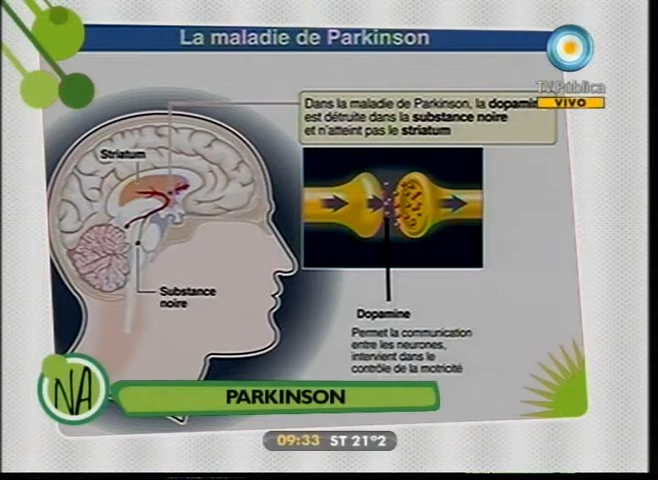 La maladie de Parkinson
TV Pública
VIVO
Dans la maladie de Parkinson, la
est détruite dans la substance noire
et n'atteint pas le striatum
Striatum
Substance
noire
Dopamine
Permet la communication
entre les neurones,
intervient dans le
contrôle de la motricité
NA
PARKINSON
09:33 ST 21°2